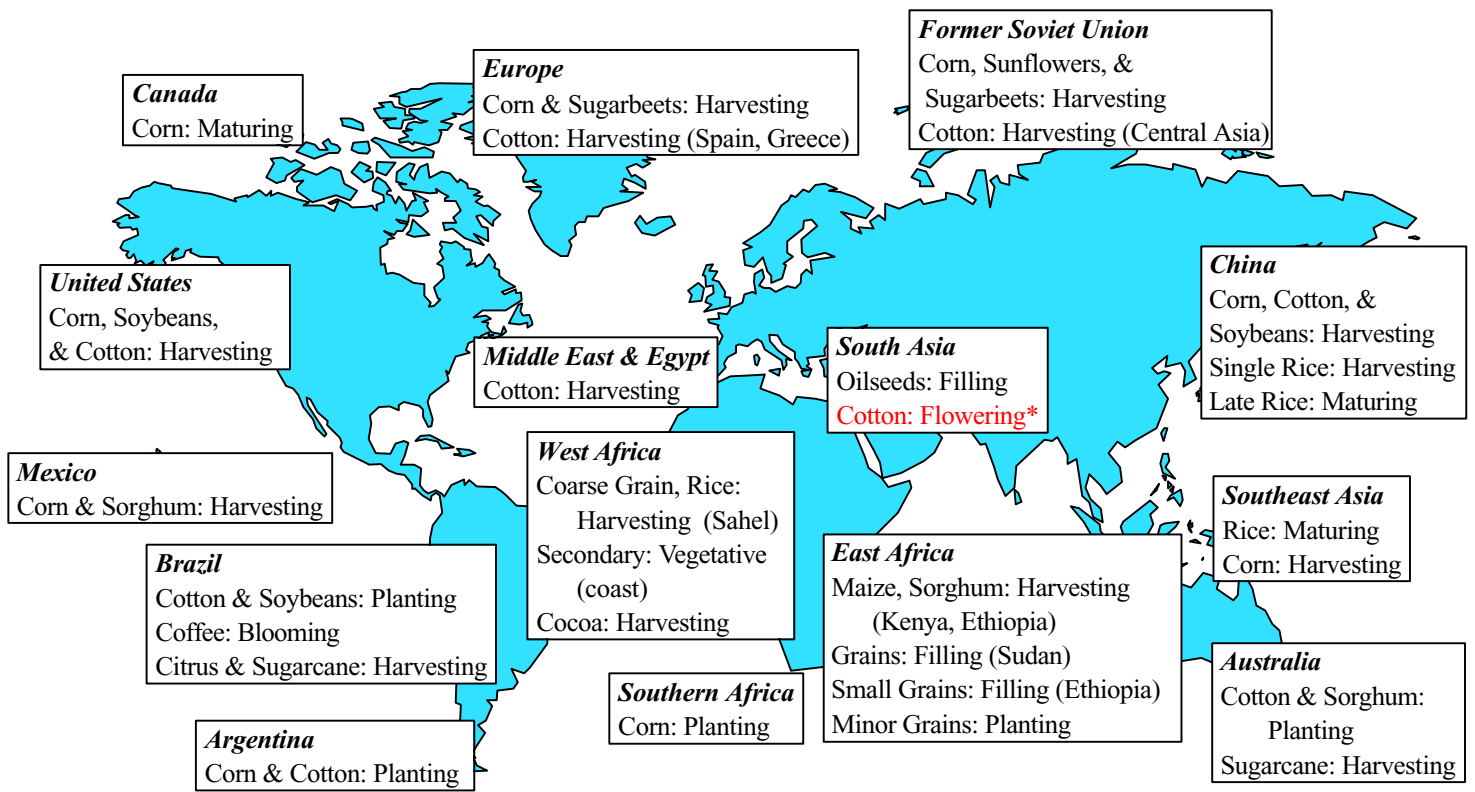 Former Soviet Union
Corn, Sunflowers, &
Sugarbeets: Harvesting
Cotton: Harvesting (Central Asia)
Europe
Corn & Sugarbeets: Harvesting
Cotton: Harvesting (Spain, Greece)
Canada
Corn: Maturing
United States
Corn, Soybeans,
& Cotton: Harvesting
Middle East & Egypt
Cotton: Harvesting
South Asia
Oilseeds: Filling
Cotton: Flowering*
China
Corn, Cotton, &
Soybeans: Harvesting
Single Rice: Harvesting
Late Rice: Maturing
Mexico
Corn & Sorghum: Harvesting
West Africa
Coarse Grain, Rice:
Harvesting (Sahel)
Secondary: Vegetative
(coast)
Cocoa: Harvesting
Southeast Asia
Rice: Maturing
Corn: Harvesting
Brazil
Cotton & Soybeans: Planting
Coffee: Blooming
Citrus & Sugarcane: Harvesting
East Africa
Maize, Sorghum: Harvesting
(Kenya, Ethiopia)
Grains: Filling (Sudan)
Small Grains: Filling (Ethiopia)
Minor Grains: Planting
Southern Africa
Corn: Planting
Australia
Cotton & Sorghum:
Planting
Sugarcane: Harvesting
Argentina
Corn & Cotton: Planting